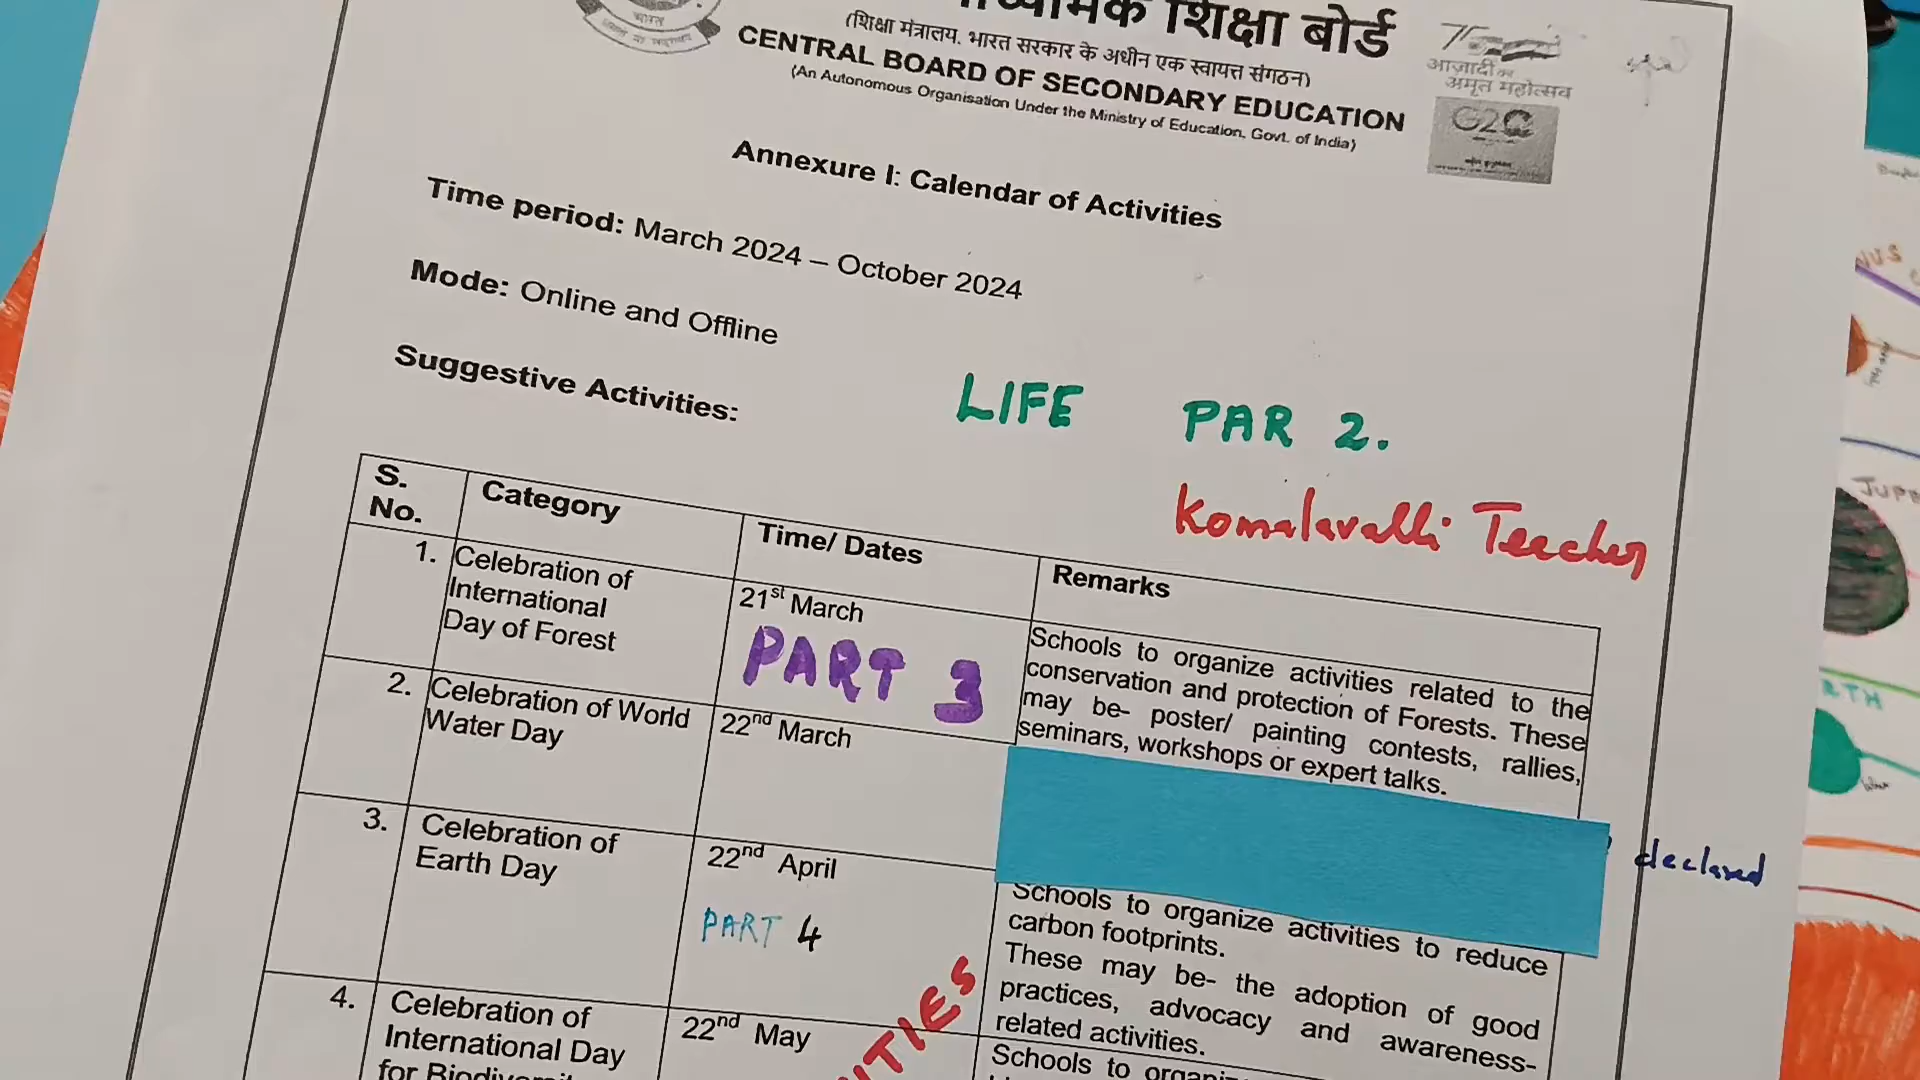 शिक्षा बोर्ड
(शिक्षा मंत्रालय, भारत सरकार के अधीन एक स्वायत्त संगठन)
CENTRAL BOARD OF SECONDARY EDUCATION
(An Autonomous Organisation Under the Ministry of Education, Govt. of India)
भारत
आज़ादी का
अमृत महोत्सव
G20
Annexure I: Calendar of Activities
Time period: March 2024 – October 2024
Mode: Online and Offline
Suggestive Activities:
LIFE PAR 2.
Komalavalli Teacher
S. No.
Category
Time/ Dates
Remarks
1.
Celebration of
International
Day of Forest
21st March
PART 3
Schools to organize activities related to the
conservation and protection of Forests. These
may be- poster/ painting contests, rallies,
seminars, workshops or expert talks.
2.
Celebration of World
Water Day
22nd March
declared
3.
Celebration of
Earth Day
22nd April
PART 4
Schools to organize activities to reduce
carbon footprints.
These may be- the adoption of good
practices, advocacy and awareness-
related activities.
4.
Celebration of
International Day
for
22nd May
Schools to